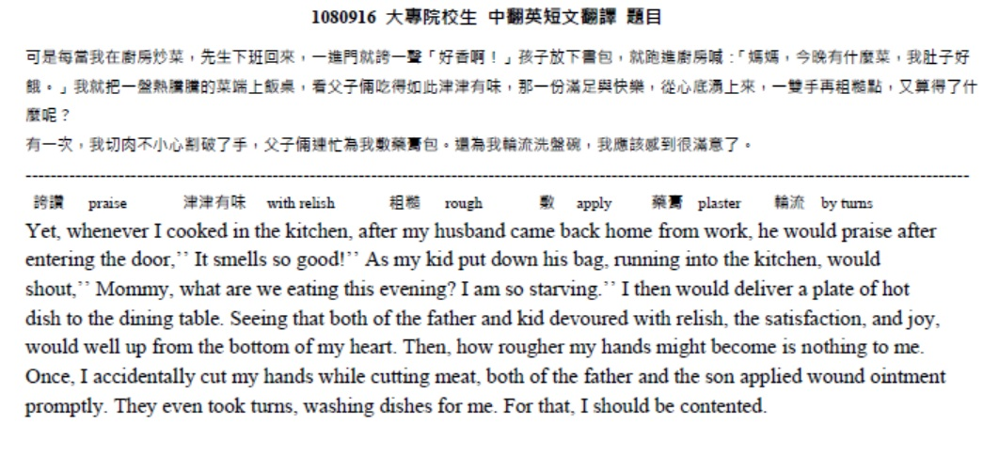 1080916 大專院校生 中翻英短文翻譯 題目
可是每當我在廚房炒菜，先生下班回來，一進門就誇一聲「好香啊！」孩子放下書包，就跑進廚房喊：「媽媽，今晚有什麼菜，我肚子好
餓。」我就把一盤熱騰騰的菜端上飯桌，看父子倆吃得如此津津有味，那一份滿足與快樂，從心底湧上來，一雙手再粗糙點，又算得了什
麼呢？
有一次，我切肉不小心割破了手，父子倆連忙為我敷藥膏包。還為我輪流洗盤碗，我應該感到很滿意了。
誇讚 praise 津津有味 with relish 粗糙 rough 敷 apply 藥膏 plaster 輪流 by turns
Yet, whenever I cooked in the kitchen, after my husband came back home from work, he would praise after
entering the door,’’ It smells so good!’’ As my kid put down his bag, running into the kitchen, would
shout,’’ Mommy, what are we eating this evening? I am so starving.’’ I then would deliver a plate of hot
dish to the dining table. Seeing that both of the father and kid devoured with relish, the satisfaction, and joy,
would well up from the bottom of my heart. Then, how rougher my hands might become is nothing to me.
Once, I accidentally cut my hands while cutting meat, both of the father and the son applied wound ointment
promptly. They even took turns, washing dishes for me. For that, I should be contented.